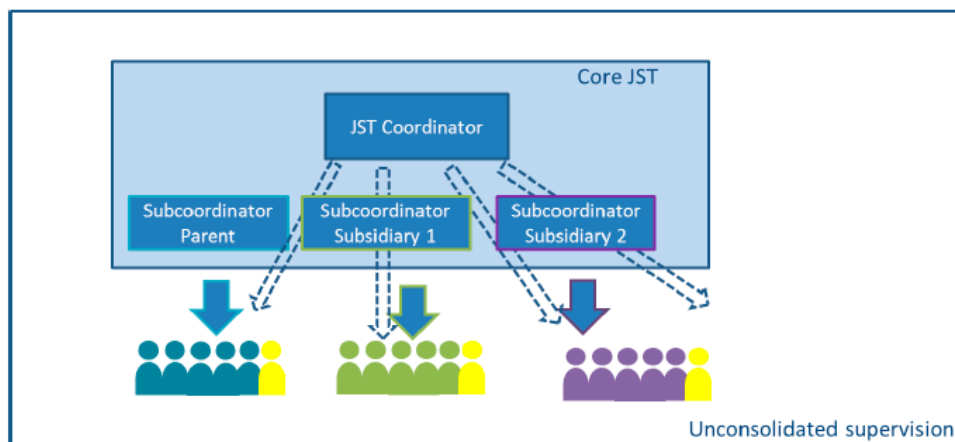 Core JST
JST Coordinator
Subcoordinator
Parent
Subcoordinator
Subsidiary 1
Subcoordinator
Subsidiary 2
Unconsolidated supervision